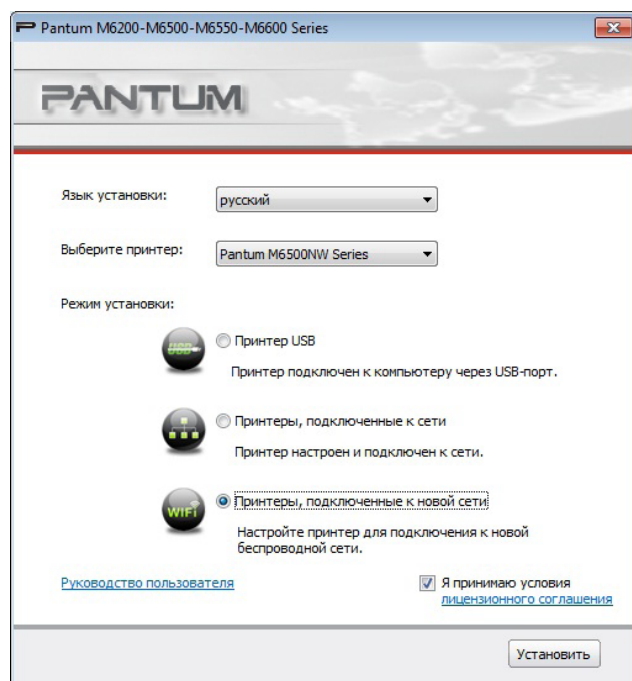 Pantum M6200-M6500-M6550-M6600 Series
PANTUM
Язык установки:
русский
Выберите принтер:
Pantum M6500NW Series
Режим установки:
USB
Принтер USB
Принтер подключен к компьютеру через USB-порт.
Принтеры, подключенные к сети
Принтер настроен и подключен к сети.
WiFi
Принтеры, подключенные к новой сети
Настройте принтер для подключения к новой
беспроводной сети.
Руководство пользователя
Я принимаю условия
лицензионного соглашения
Установить